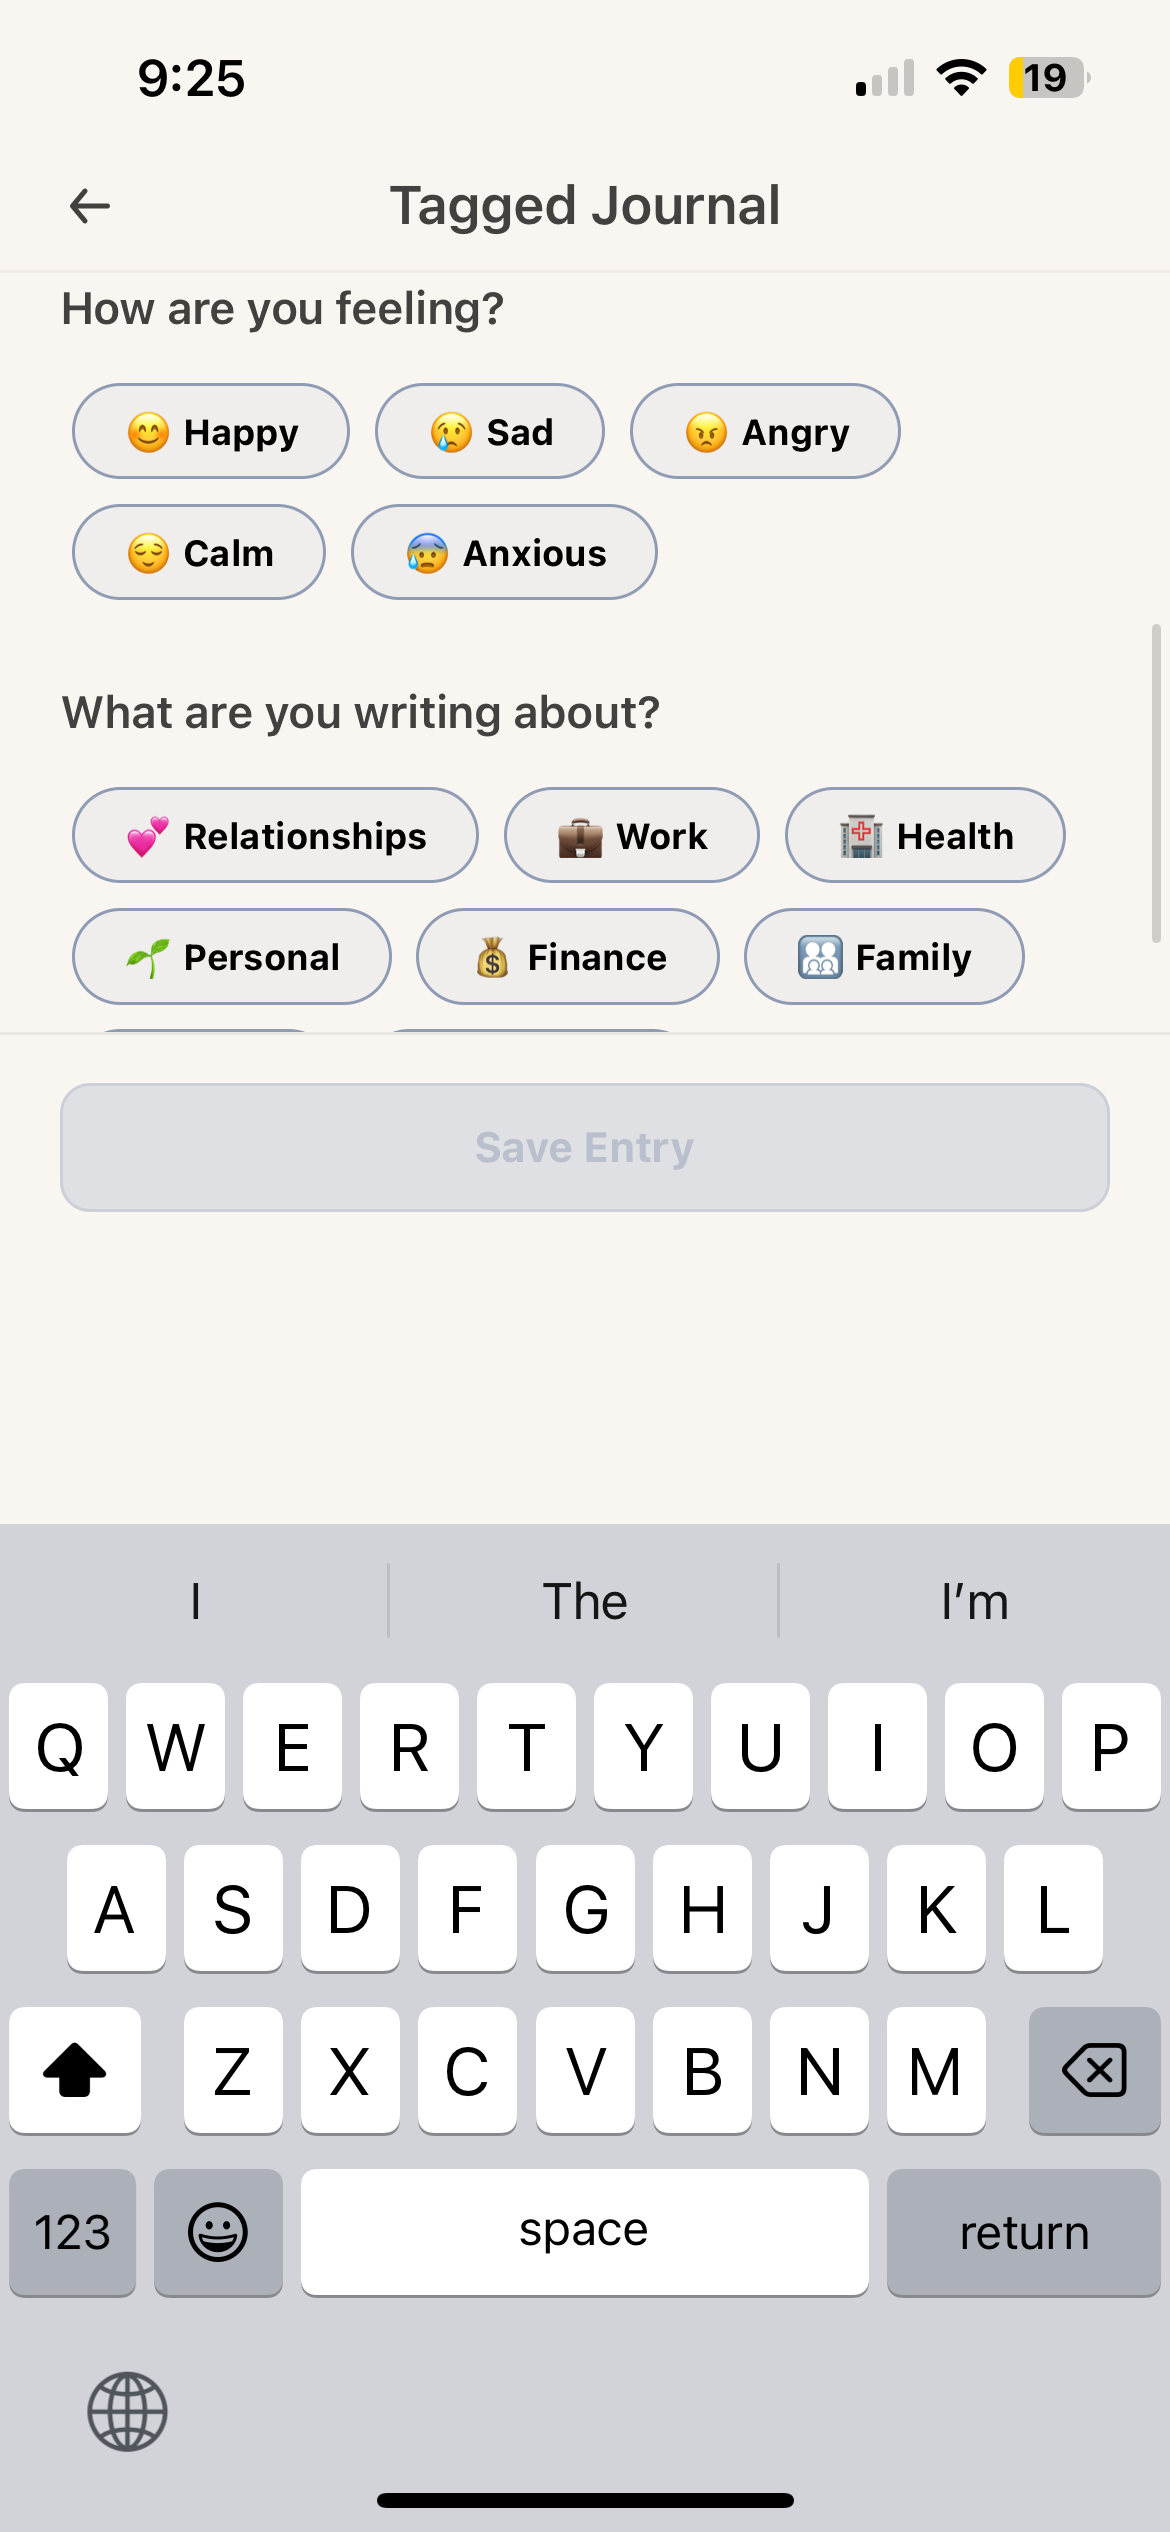 9:25
19
Tagged Journal
How are you feeling?
😊 Happy 😢 Sad 😠 Angry
😌 Calm 😰 Anxious
What are you writing about?
💕 Relationships 💼 Work 🏥 Health
🌱 Personal 💰 Finance 👨‍👩‍👧‍👦 Family
Save Entry
I The I’m
Q W E R T Y U I O P
A S D F G H J K L
Z X C V B N M
123 space return